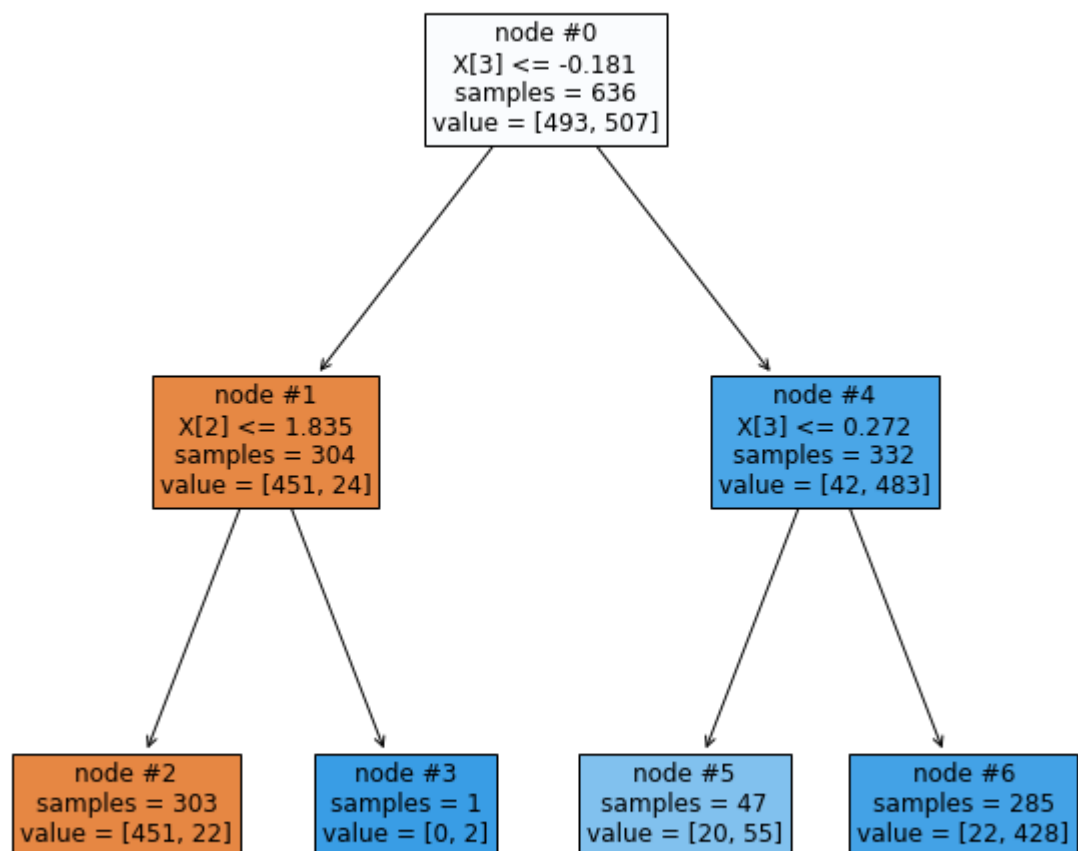 node #0
X[3] <= -0.181
samples = 636
value = [493, 507]
node #1
X[2] <= 1.835
samples = 304
value = [451, 24]
node #4
X[3] <= 0.272
samples = 332
value = [42, 483]
node #2
samples = 303
value = [451, 22]
node #3
samples = 1
value = [0, 2]
node #5
samples = 47
value = [20, 55]
node #6
samples = 285
value = [22, 428]